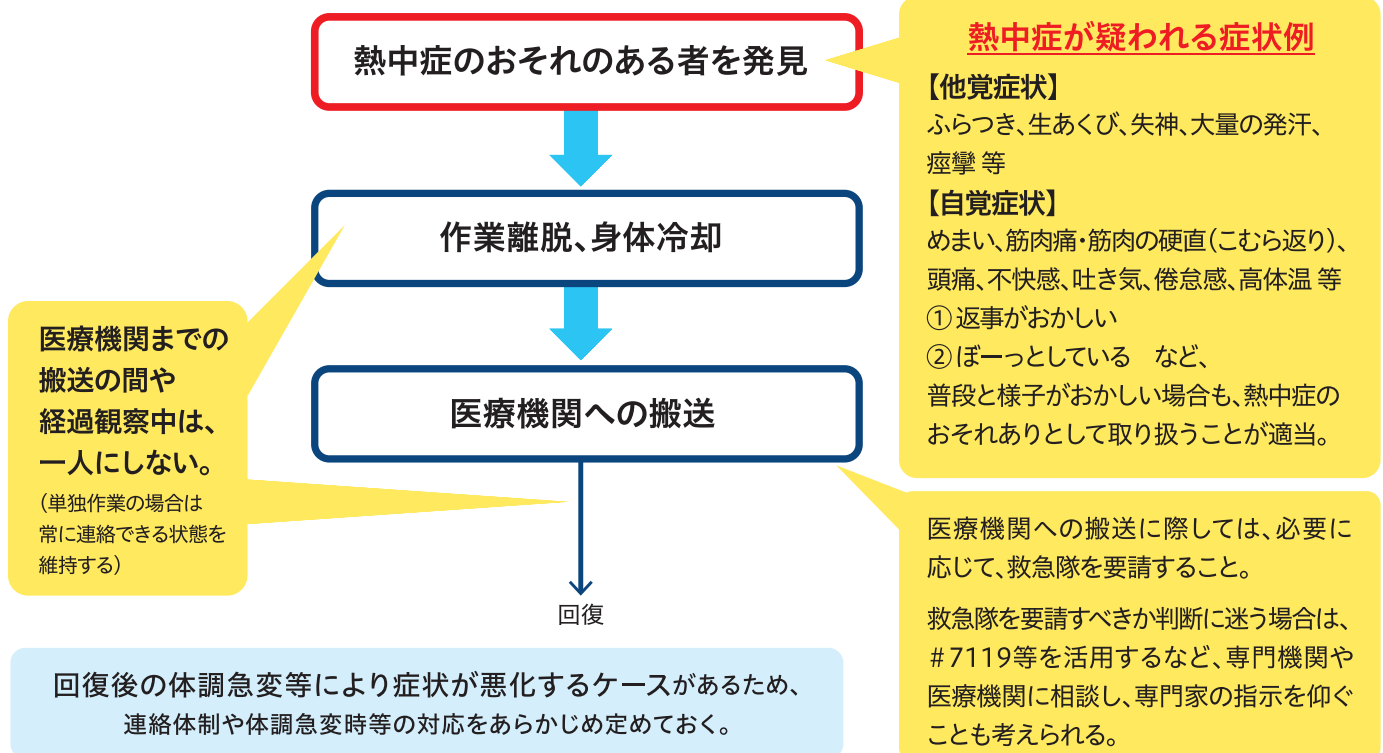 熱中症のおそれのある者を発見
熱中症が疑われる症状例
【他覚症状】
ふらつき、生あくび、失神、大量の発汗、
痙攣 等
【自覚症状】
めまい、筋肉痛・筋肉の硬直（こむら返り）、
頭痛、不快感、吐き気、倦怠感、高体温 等
①返事がおかしい
②ぼーっとしている　など、
普段と様子がおかしい場合も、熱中症の
おそれありとして取り扱うことが適当。
作業離脱、身体冷却
医療機関までの
搬送の間や
経過観察中は、
一人にしない。
（単独作業の場合は
常に連絡できる状態を
維持する）
医療機関への搬送
医療機関への搬送に際しては、必要に
応じて、救急隊を要請すること。
救急隊を要請すべきか判断に迷う場合は、
＃7119等を活用するなど、専門機関や
医療機関に相談し、専門家の指示を仰ぐ
ことも考えられる。
回復
回復後の体調急変等により症状が悪化するケースがあるため、
連絡体制や体調急変時等の対応をあらかじめ定めておく。